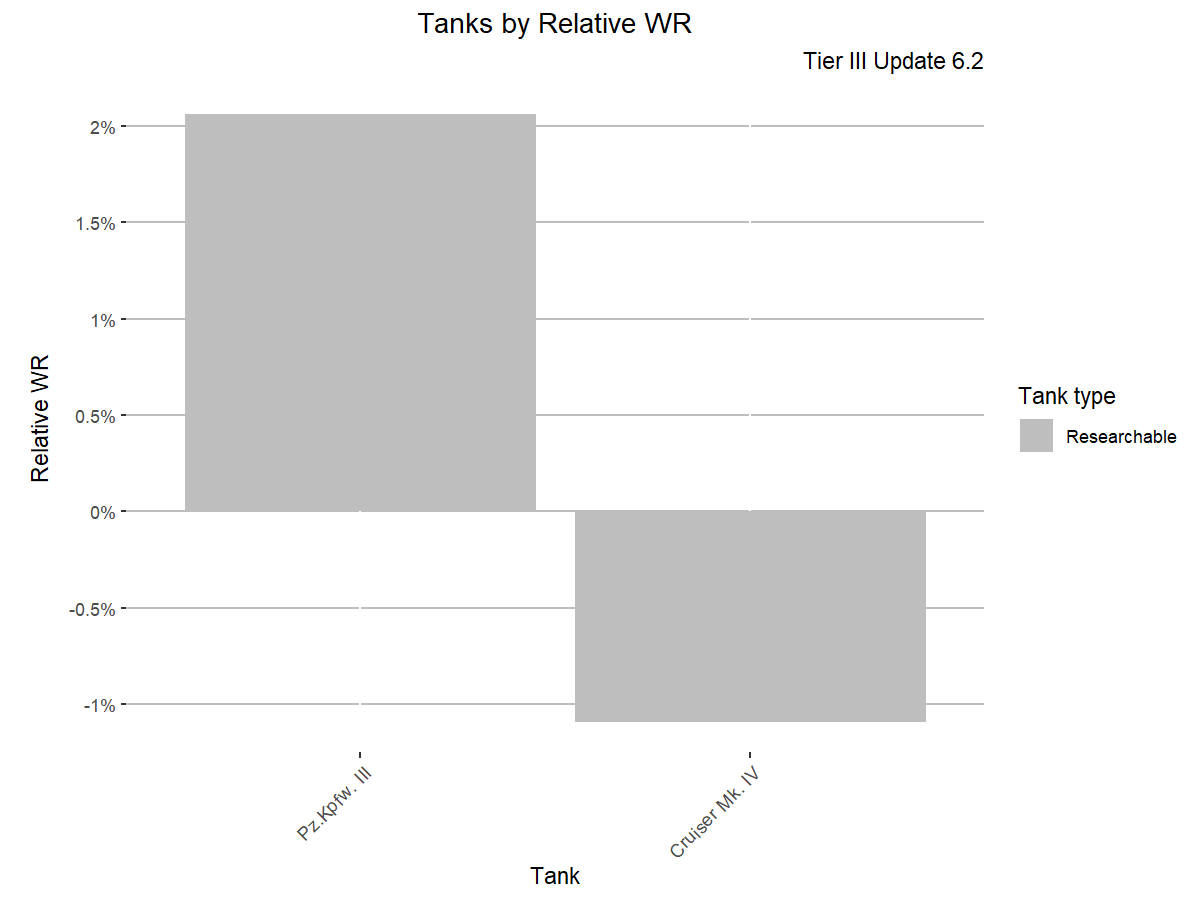 Tanks by Relative WR
Tier III Update 6.2
Relative WR
2%
1.5%
1%
0.5%
0%
-0.5%
-1%
Pz.Kpfw. III
Cruiser Mk. IV
Tank
Tank type
Researchable